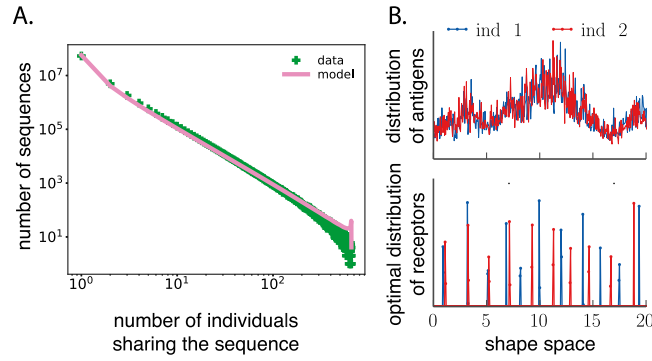 A.
data
model
number of sequences
10^7
10^5
10^3
10^1
10^0
10^1
10^2
number of individuals
sharing the sequence
B.
ind 1
ind 2
distribution
of antigens
optimal distribution
of receptors
0
5
10
15
20
shape space